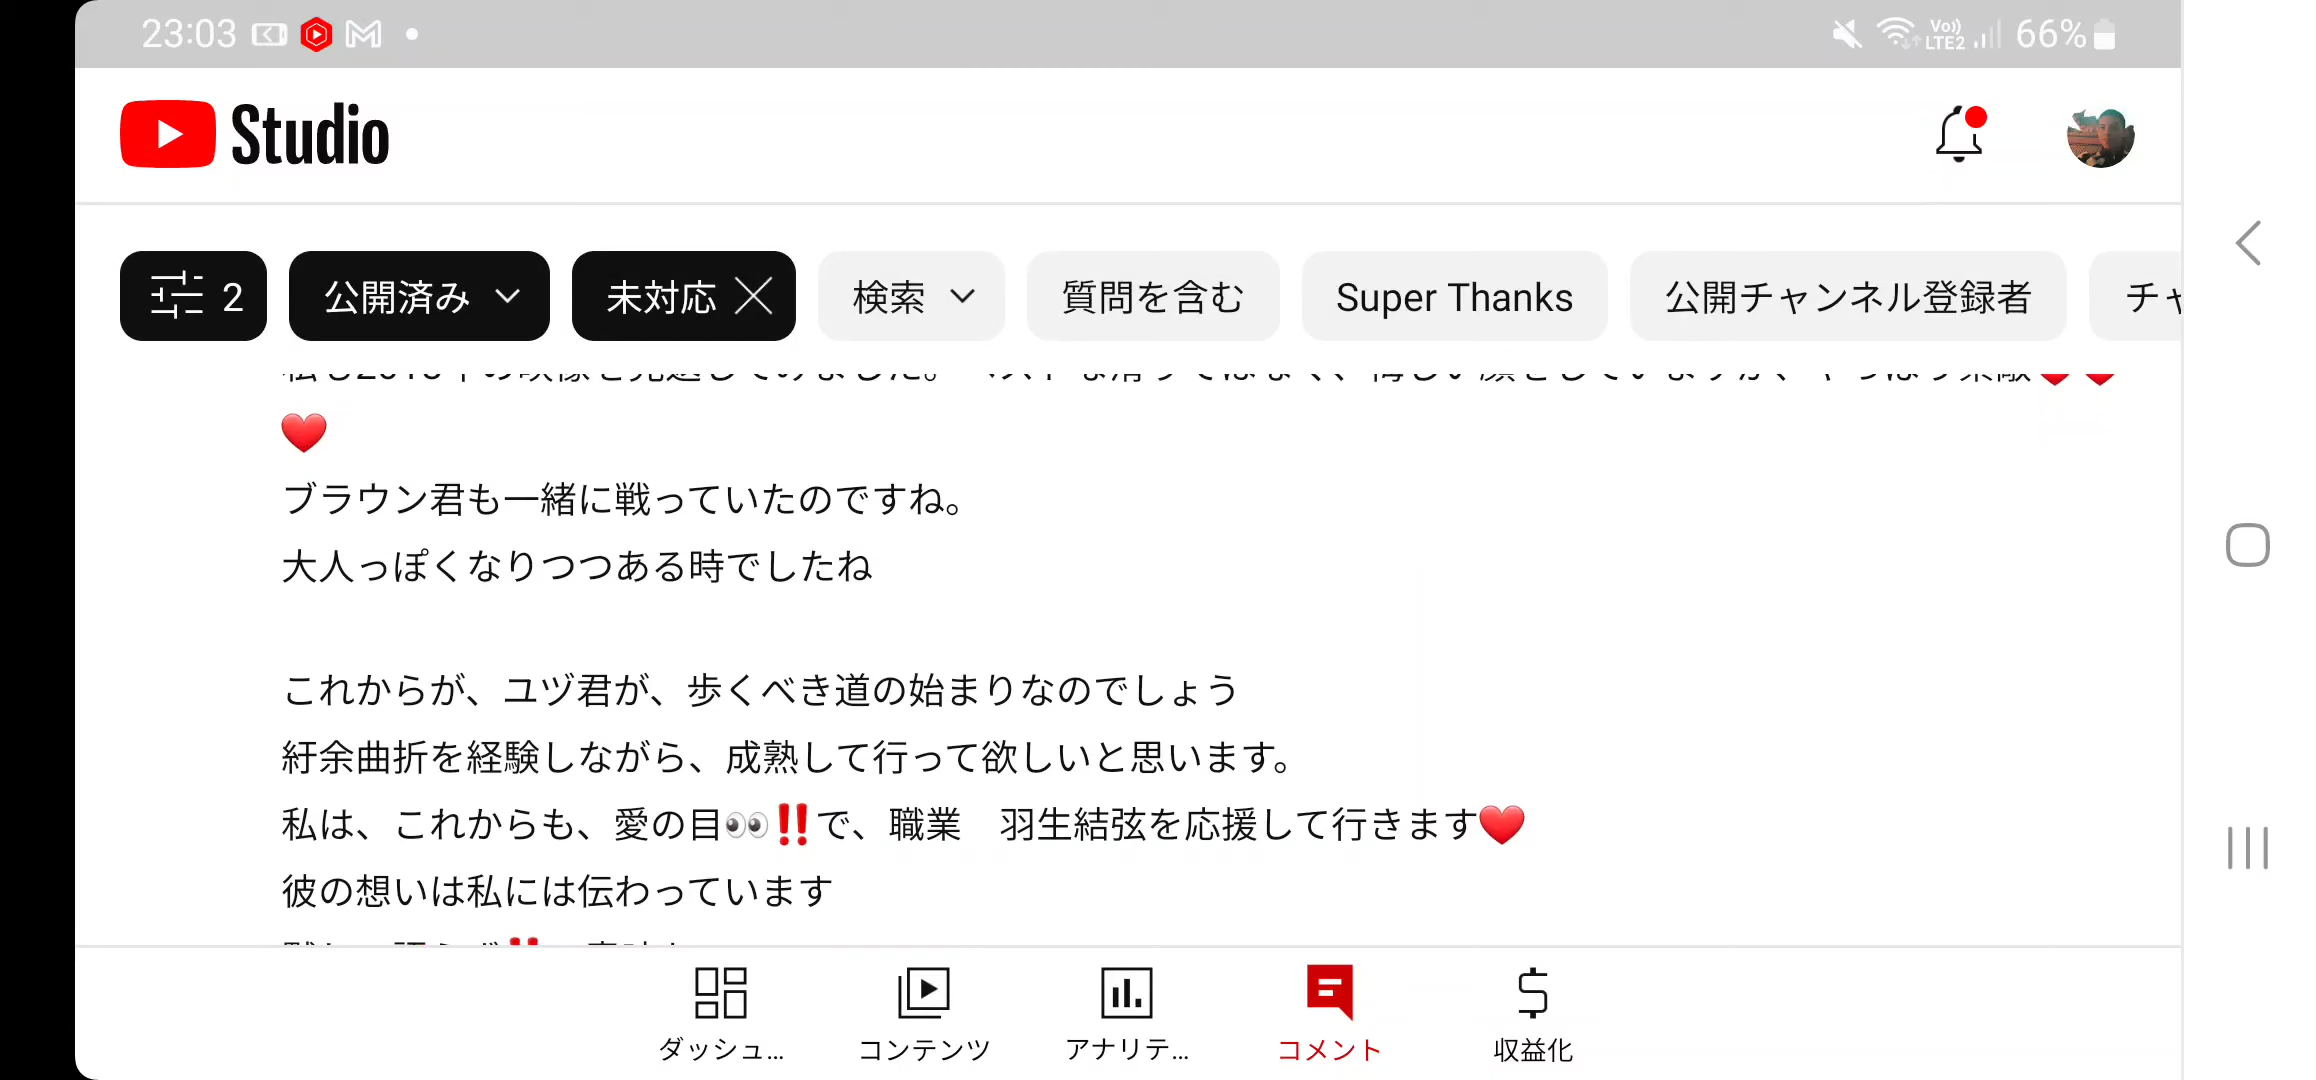 23:03
Vo)) LTE2
66%
Studio
2
公開済み
未対応
検索
質問を含む
Super Thanks
公開チャンネル登録者
チャ
ブラウン君も一緒に戦っていたのですね。
大人っぽくなりつつある時でしたね
これからが、ユヅ君が、歩くべき道の始まりなのでしょう
紆余曲折を経験しながら、成熟して行って欲しいと思います。
私は、これからも、愛の目👀‼️で、職業　羽生結弦を応援して行きます❤️
彼の想いは私には伝わっています
ダッシュ...
コンテンツ
アナリテ...
コメント
収益化